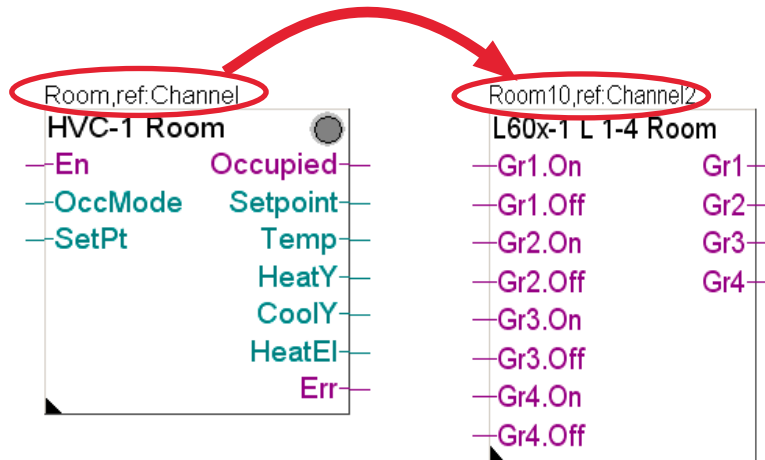 Room,ref:Channel
HVC-1 Room
En
Occupied
OccMode
Setpoint
SetPt
Temp
HeatY
CoolY
HeatEl
Err
Room10,ref:Channel2
L60x-1 L 1-4 Room
Gr1.On
Gr1
Gr1.Off
Gr2
Gr2.On
Gr3
Gr2.Off
Gr4
Gr3.On
Gr3.Off
Gr4.On
Gr4.Off